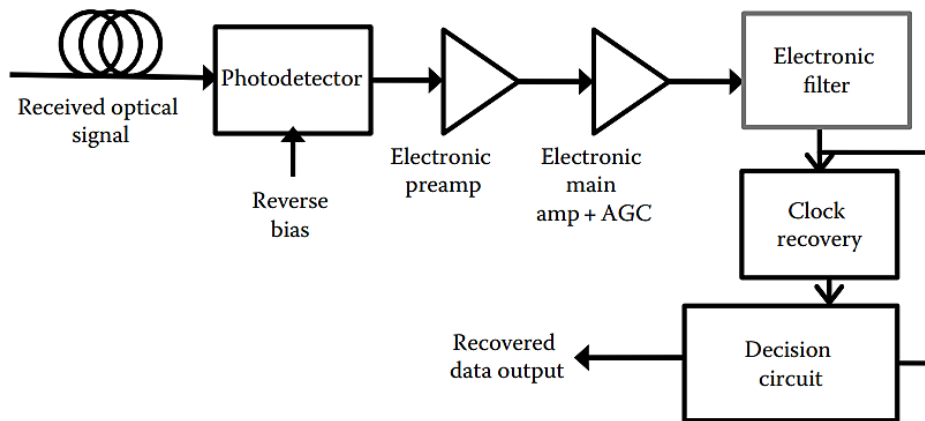 Received optical
signal
Photodetector
Reverse
bias
Electronic
preamp
Electronic
main
amp + AGC
Electronic
filter
Clock
recovery
Decision
circuit
Recovered
data output